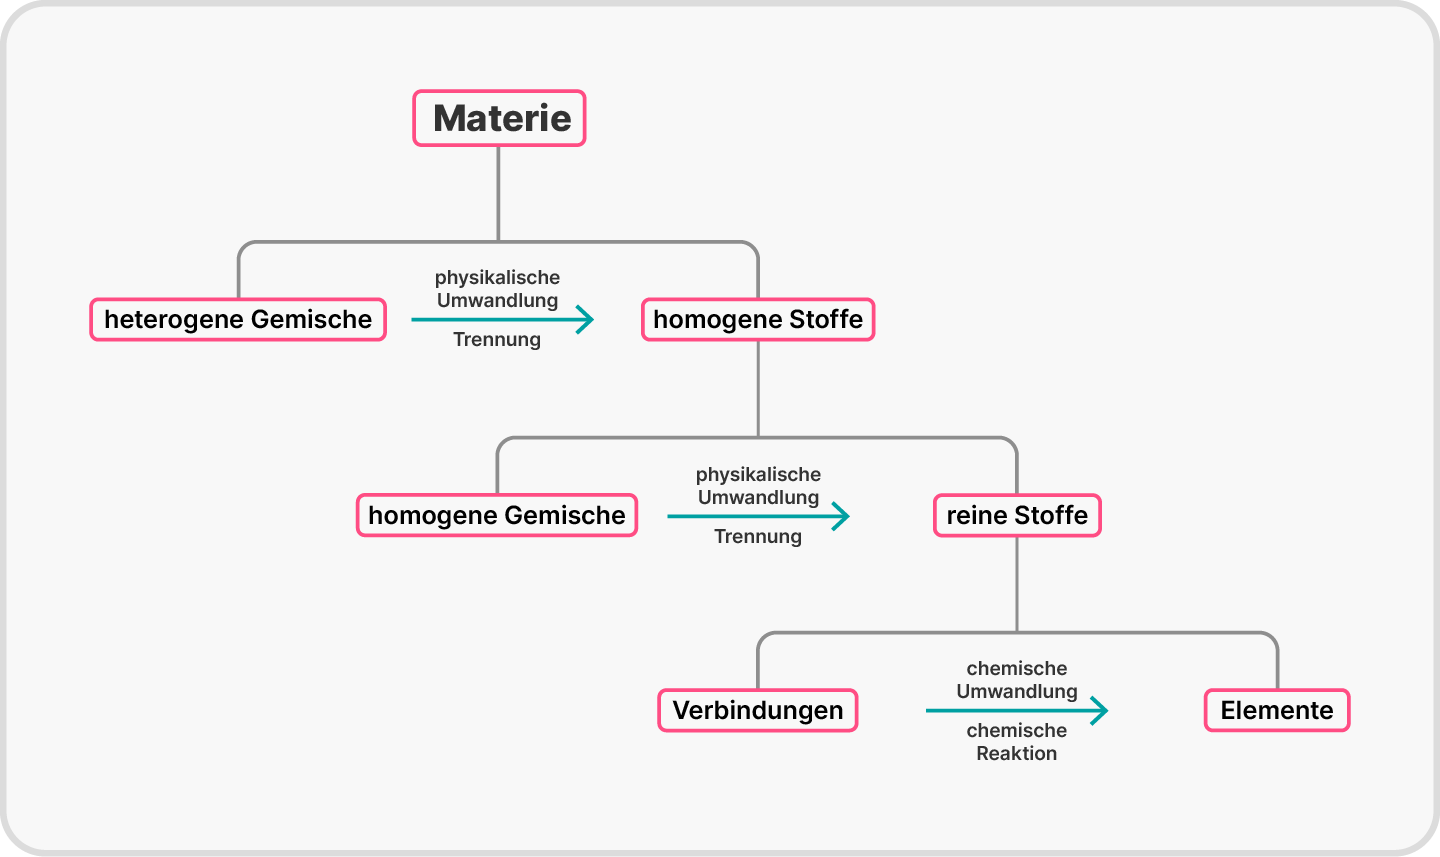 Materie
physikalische
Umwandlung
heterogene Gemische
Trennung
homogene Stoffe
physikalische
Umwandlung
homogene Gemische
Trennung
reine Stoffe
chemische
Umwandlung
Verbindungen
chemische
Reaktion
Elemente